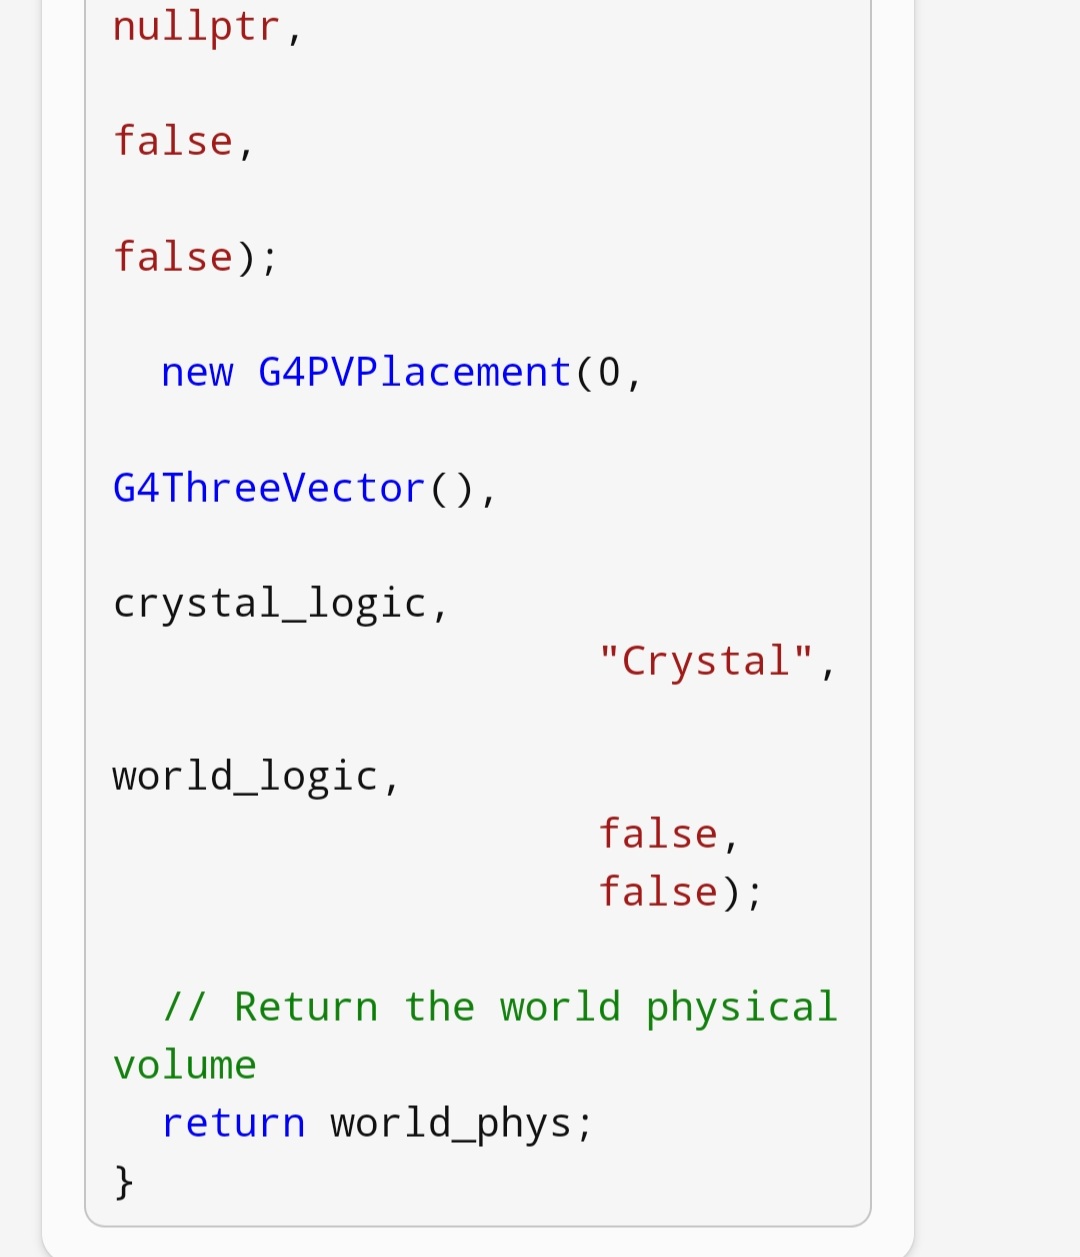 nullptr,
false,
false);
new G4PVPlacement(0,
G4ThreeVector(),
crystal_logic,
"Crystal",
world_logic,
false,
false);
// Return the world physical
volume
return world_phys;
}